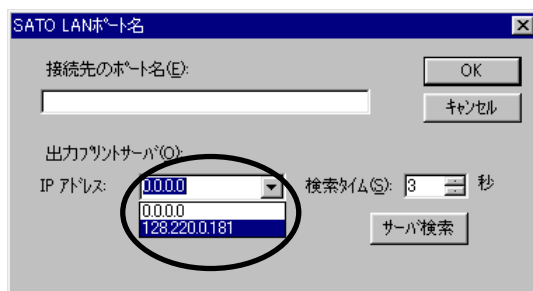 SATO LANﾎﾟｰﾄ名
接続先のﾎﾟｰﾄ名(E):
OK
ｷｬﾝｾﾙ
出力ﾌﾟﾘﾝﾄｻｰﾊﾞ(O):
IP ｱﾄﾞﾚｽ: 0.0.0.0 検索ﾀｲﾑ(S): 3 秒
0.0.0.0
128.220.0.181
ｻｰﾊﾞ検索